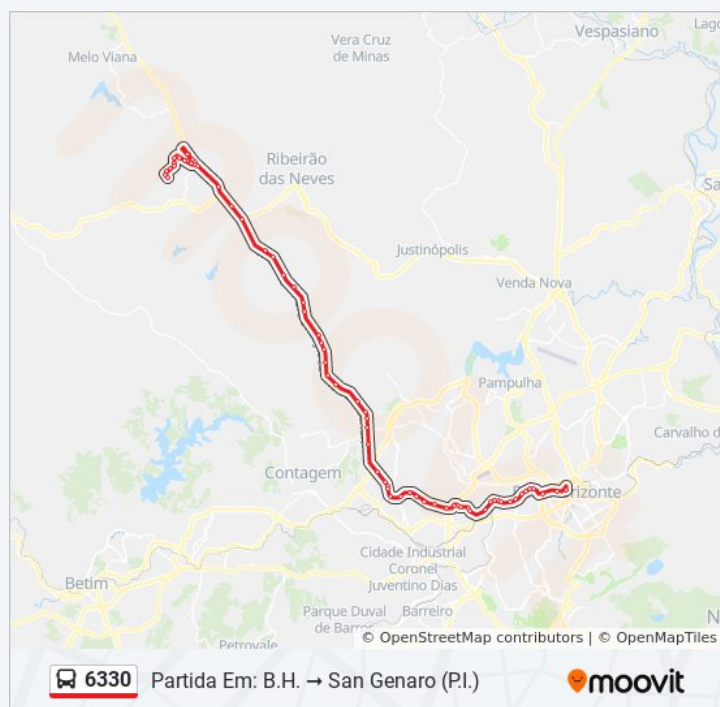 Vespasiano
Lago
Vera Cruz
de Minas
Melo Viana
Ribeirão
das Neves
Sa
Justinópolis
Venda Nova
Pampulha
Carvalho d
Contagem
rizonte
Cidade Industrial
Coronel
Juventino Dias
Betim
Barreiro
Parque Duval
de Barros
N
Petrovale
© OpenStreetMap contributors | © OpenMapTiles
6330 Partida Em: B.H. → San Genaro (P.I.)
moovit